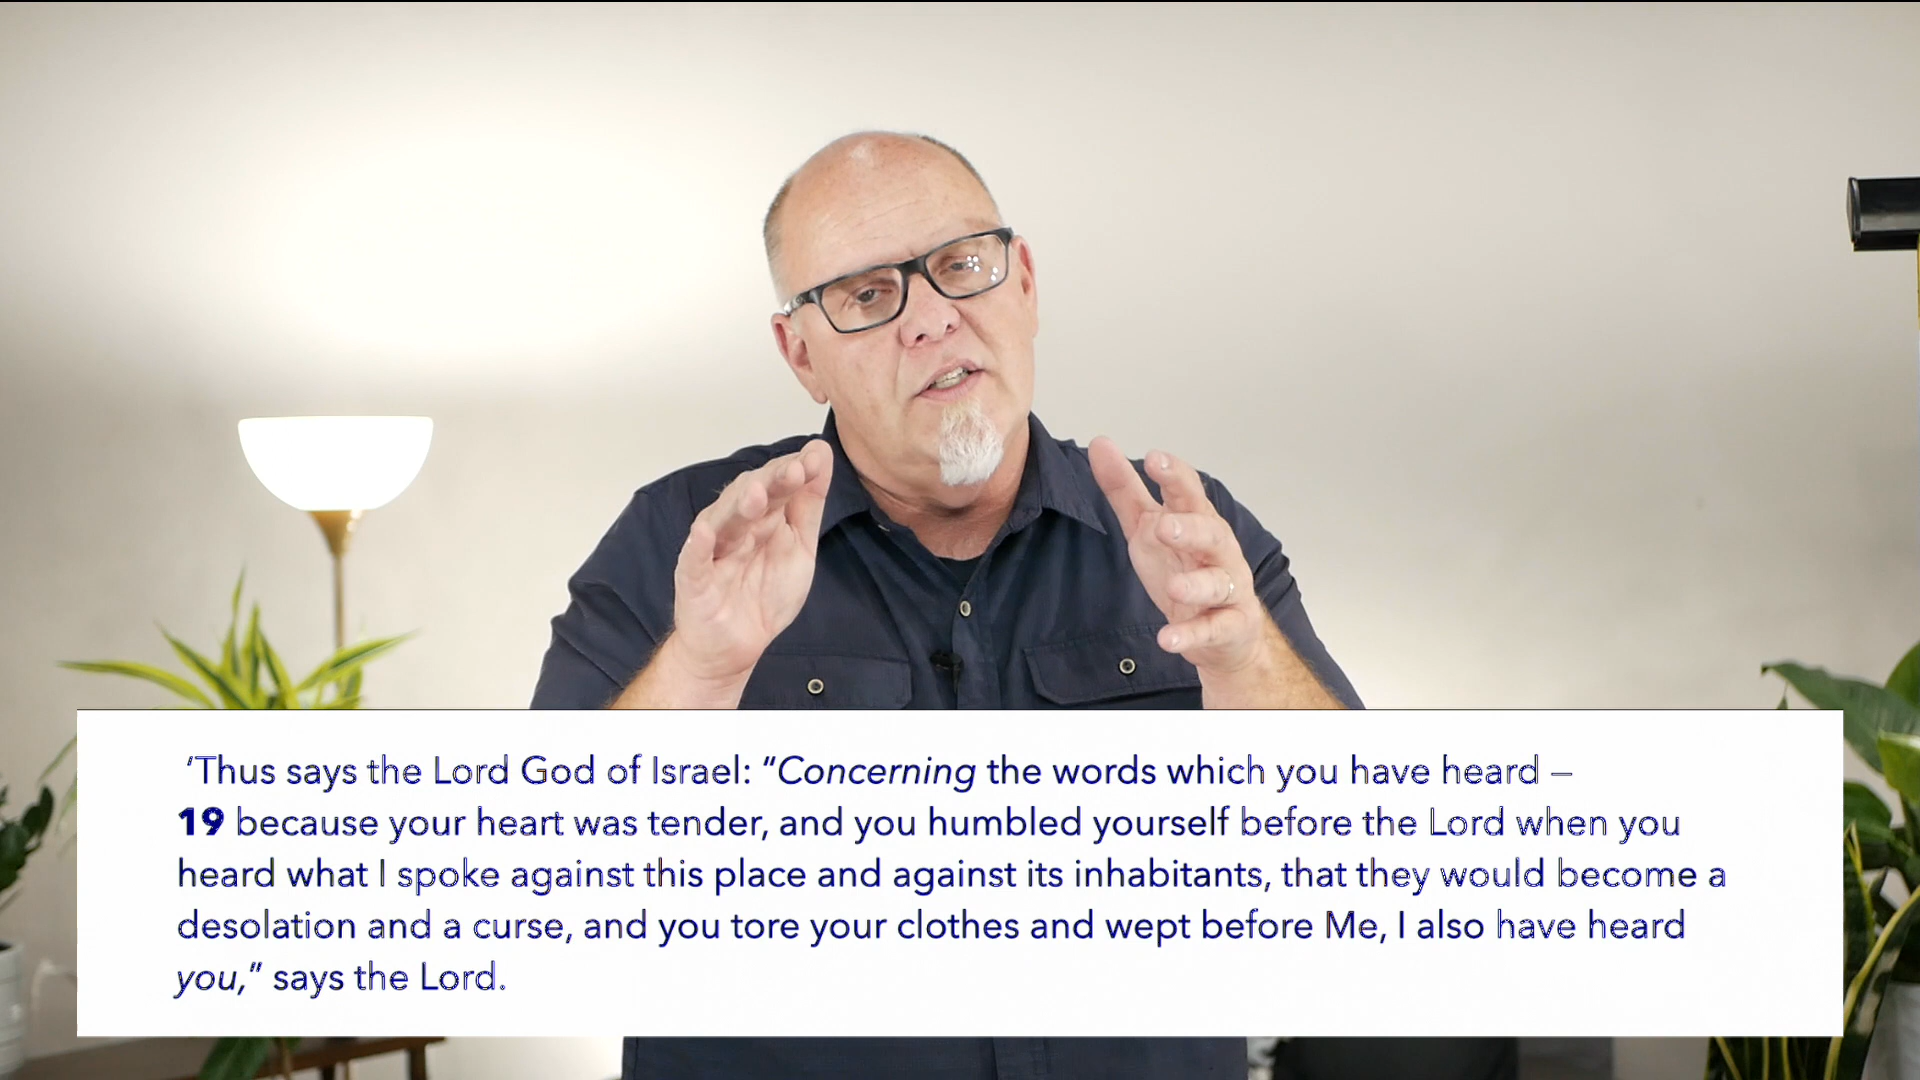 ‘Thus says the Lord God of Israel: “Concerning the words which you have heard –
19 because your heart was tender, and you humbled yourself before the Lord when you
heard what I spoke against this place and against its inhabitants, that they would become a
desolation and a curse, and you tore your clothes and wept before Me, I also have heard
you,” says the Lord.